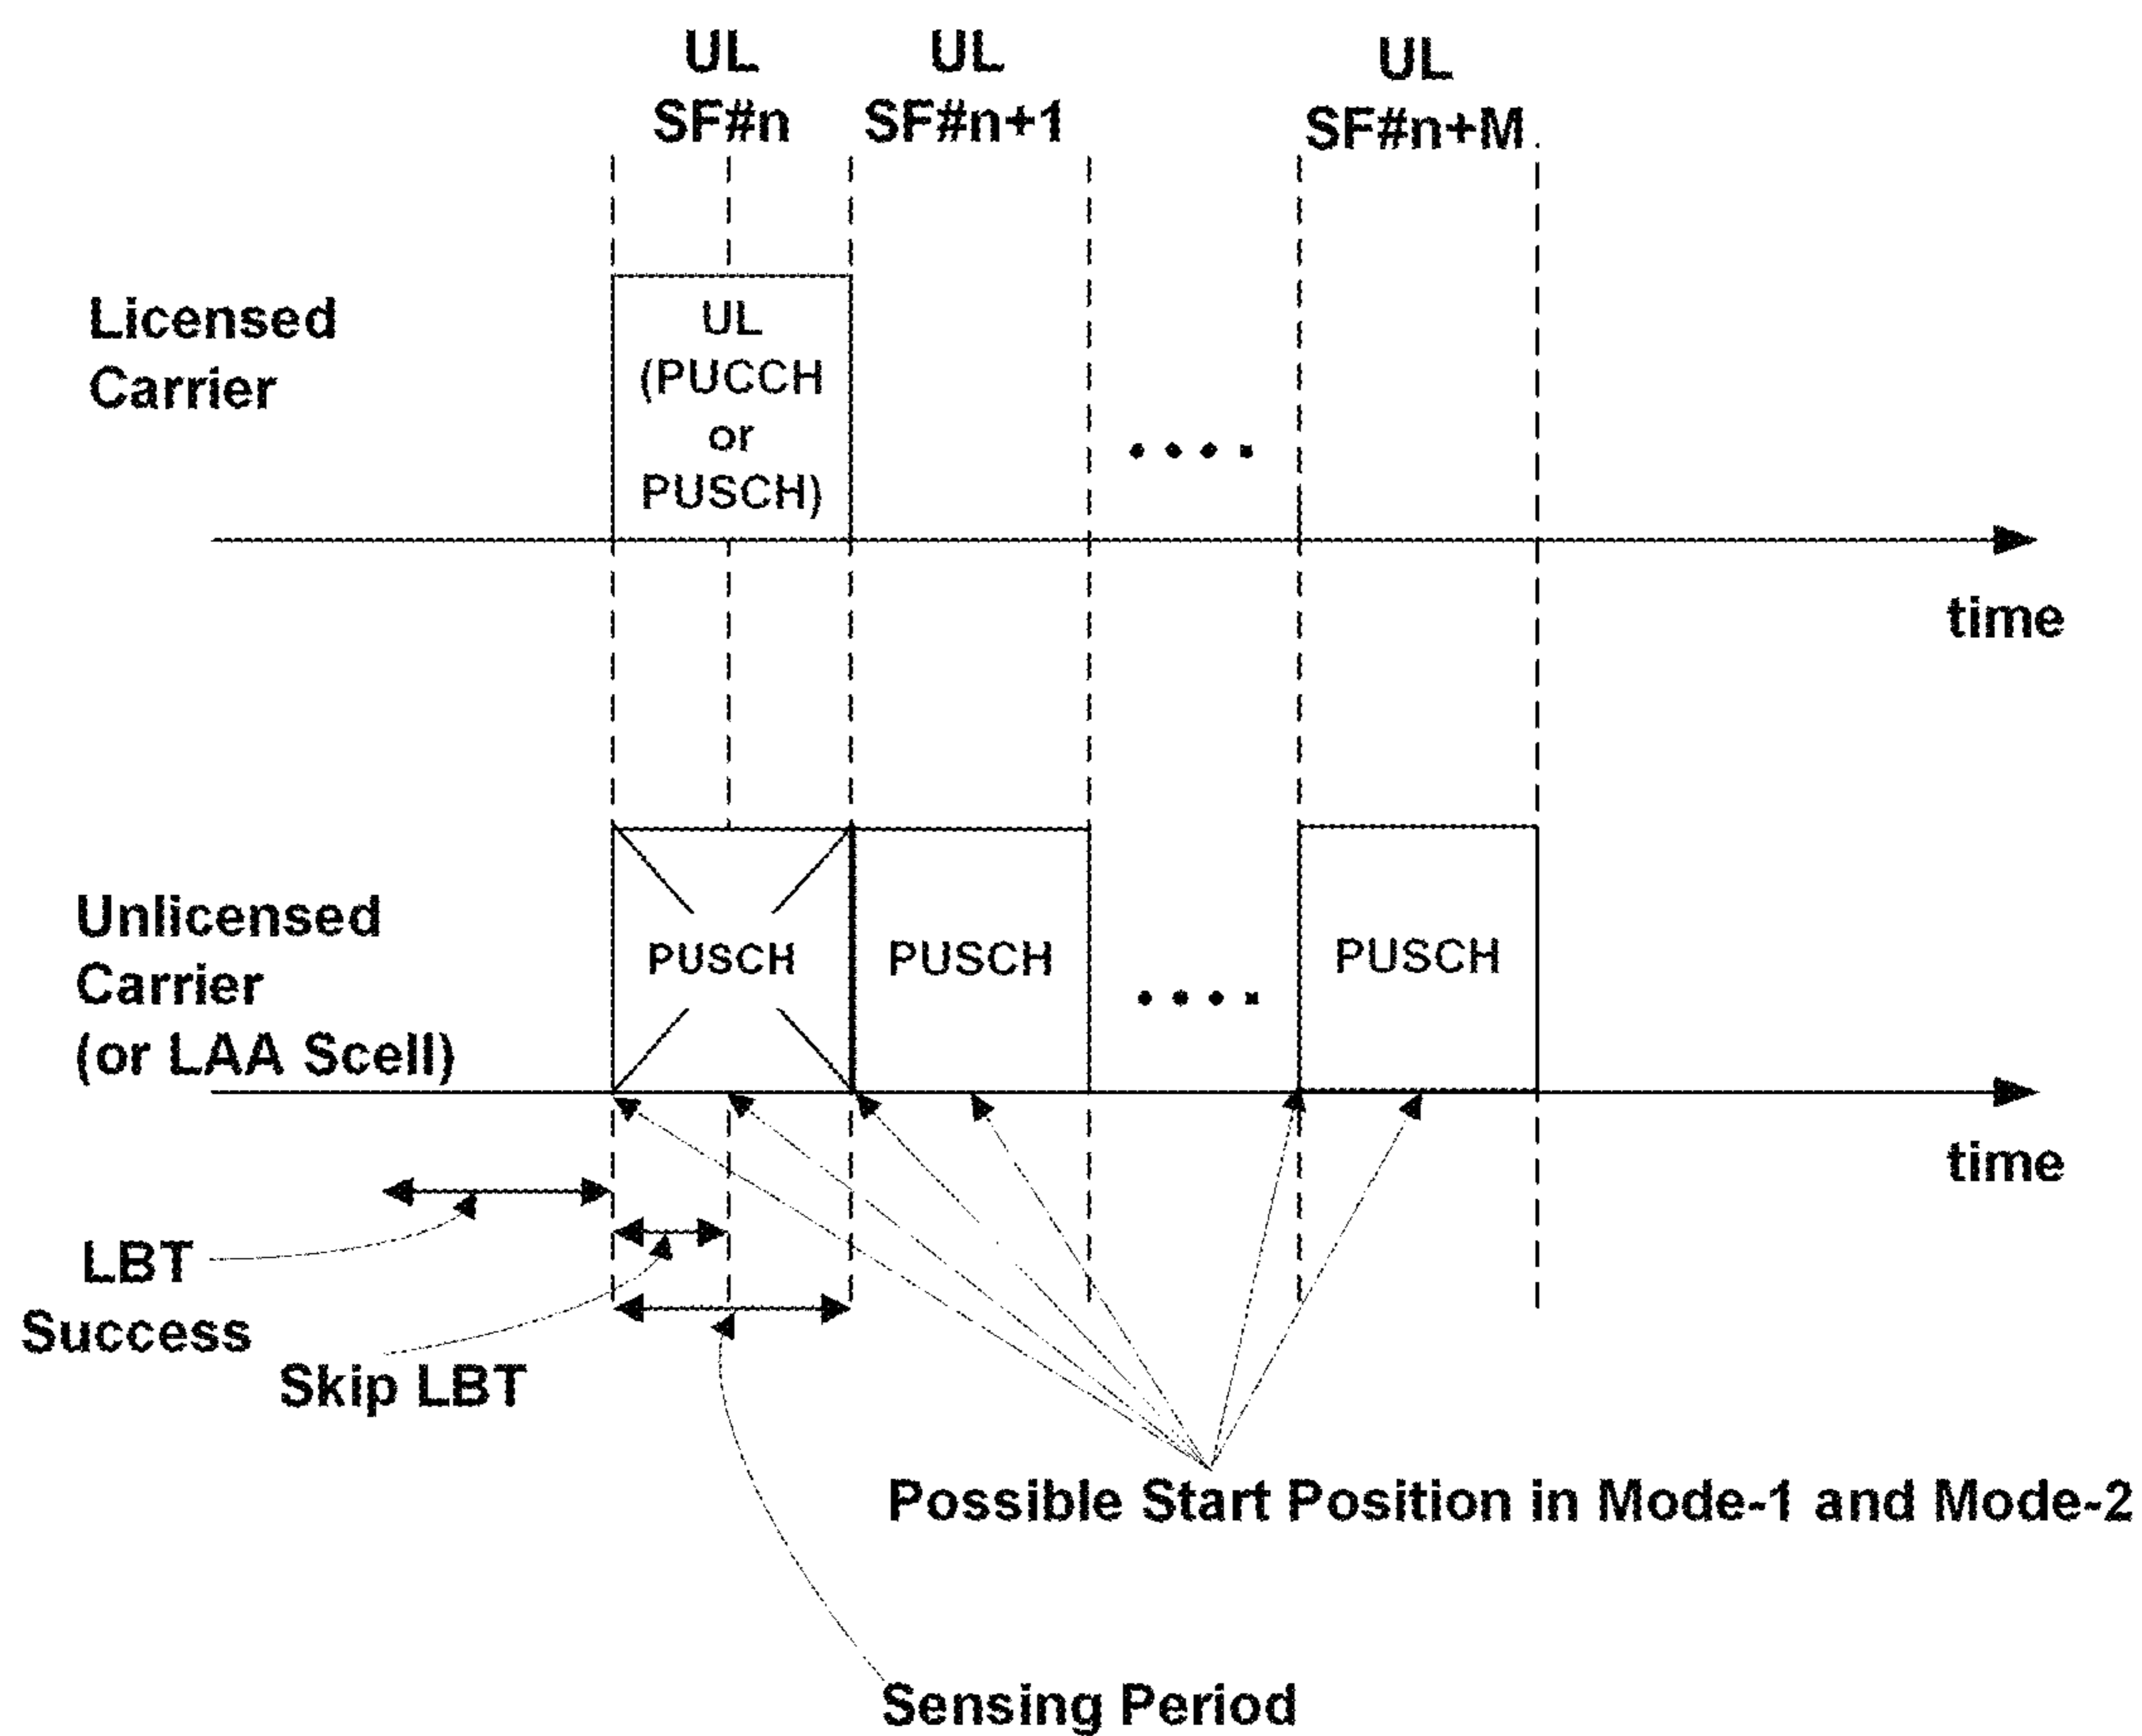 UL
SF#n
UL
SF#n+1
UL
SF#n+M
Licensed
Carrier
UL
(PUCCH
or
PUSCH)
time
Unlicensed
Carrier
(or LAA Scell)
PUSCH
PUSCH
PUSCH
time
LBT
Success
Skip LBT
Possible Start Position in Mode-1 and Mode-2
Sensing Period